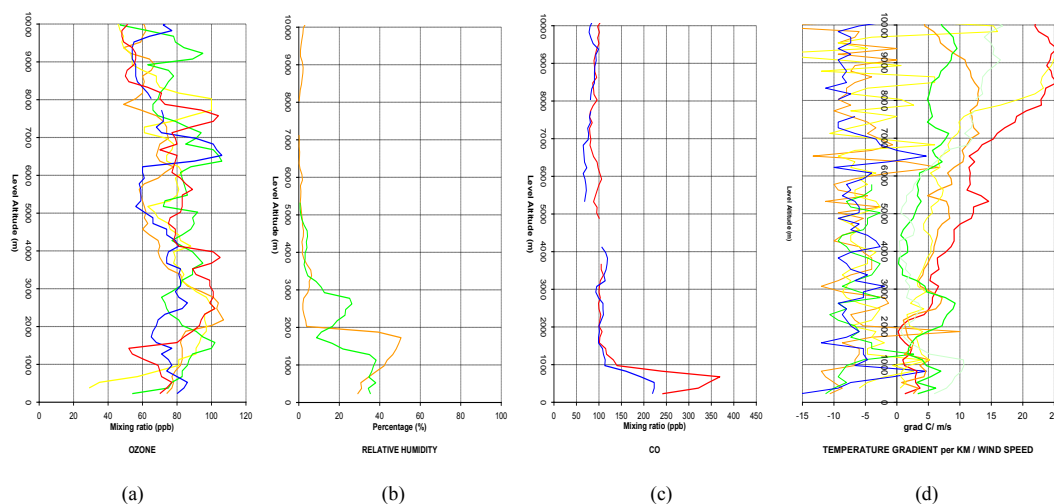 10000
9000
8000
7000
6000
5000
4000
3000
2000
1000
0
Level Altitude (m)
0 20 40 60 80 100 120
Mixing ratio (ppb)
OZONE
(a)
10000
9000
8000
7000
6000
5000
4000
3000
2000
1000
0
Level Altitude (m)
0 20 40 60 80 100
Percentage (%)
RELATIVE HUMIDITY
(b)
10000
9000
8000
7000
6000
5000
4000
3000
2000
1000
0
Level Altitude (m)
0 50 100 150 200 250 300 350 400 450
Mixing ratio (ppb)
CO
(c)
10000
9000
8000
7000
6000
5000
4000
3000
2000
1000
0
Level Altitude (m)
-15 -10 -5 0 5 10 15 20 25
grad C/ m/s
TEMPERATURE GRADIENT per KM / WIND SPEED
(d)